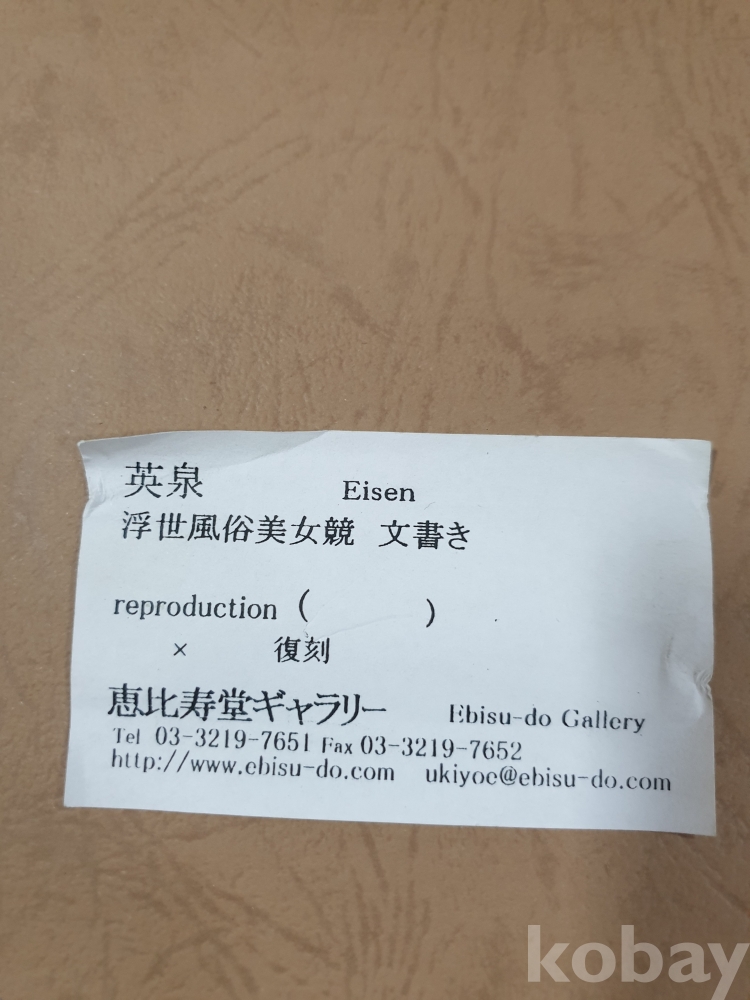 英泉 Eisen
浮世風俗美女競 文書き
reproduction ( )
× 復刻
恵比寿堂ギャラリー Ebisu-do Gallery
Tel 03-3219-7651 Fax 03-3219-7652
http://www.ebisu-do.com ukiyoe@ebisu-do.com
kobay